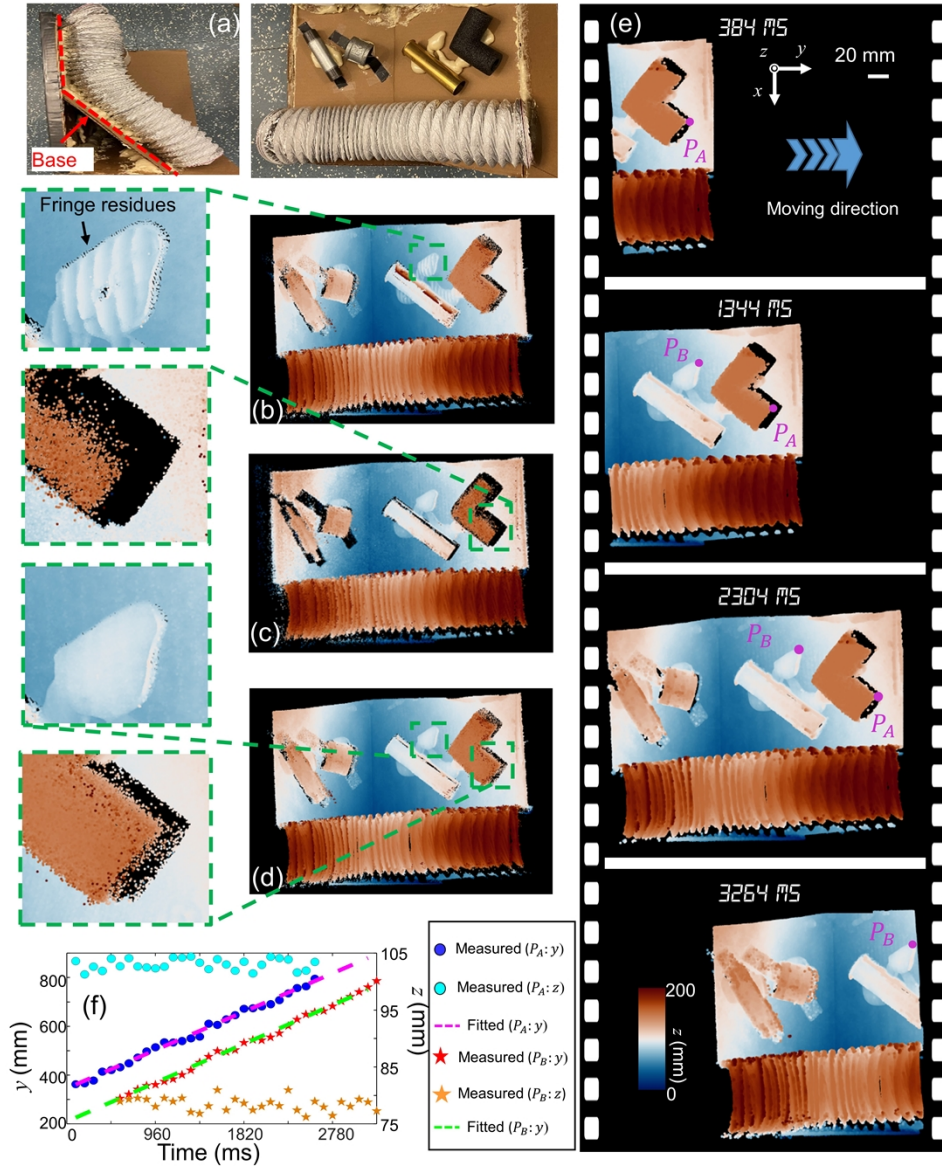 (a)
Base
Fringe residues
(b)
(c)
(d)
(e)
384 MS
z
y
x
20 mm
P_A
Moving direction
1344 MS
P_B
P_A
2304 MS
P_B
P_A
3264 MS
P_B
200
z (mm)
0
(f)
y (mm)
800
600
400
200
105
95
85
75
z (mm)
0
960
1820
2780
Time (ms)
Measured (P_A: y)
Measured (P_A: z)
Fitted (P_A: y)
Measured (P_B: y)
Measured (P_B: z)
Fitted (P_B: y)